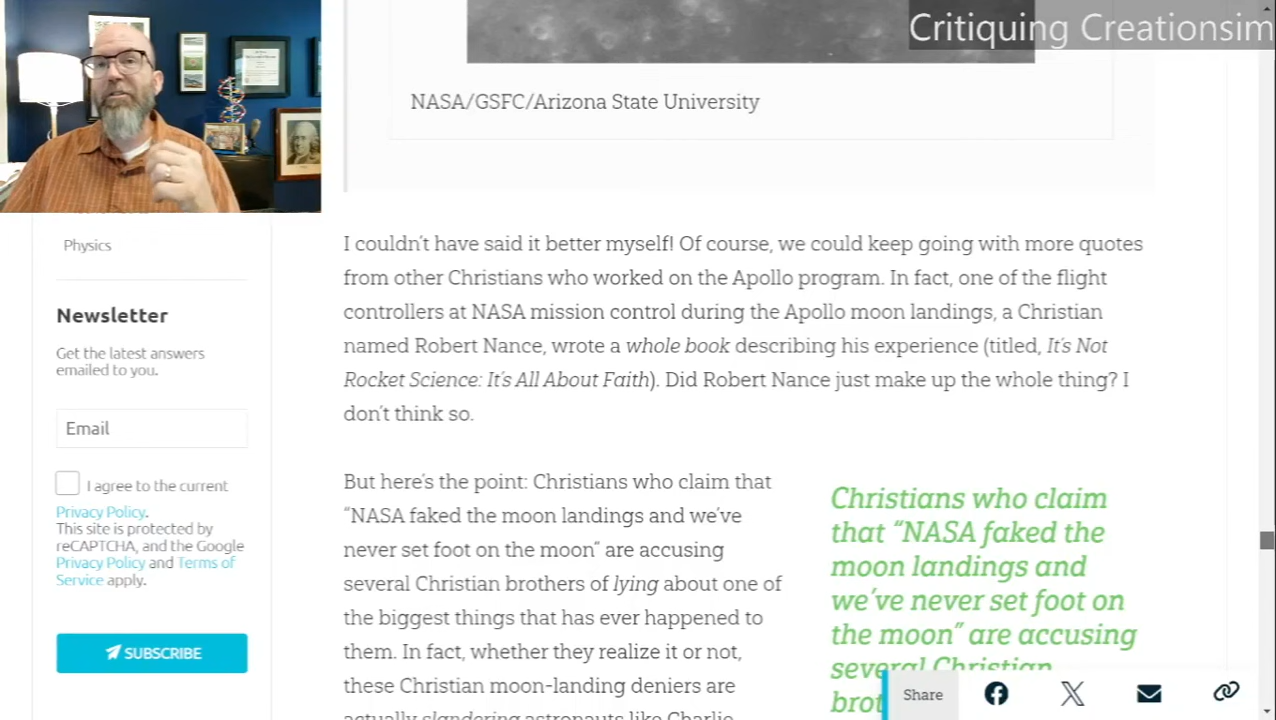 Critiquing Creationsim
NASA/GSFC/Arizona State University
Physics
Newsletter
Get the latest answers
emailed to you.
Email
I agree to the current
Privacy Policy.
This site is protected by
reCAPTCHA, and the Google
Privacy Policy and Terms of
Service apply.
SUBSCRIBE
I couldn't have said it better myself! Of course, we could keep going with more quotes
from other Christians who worked on the Apollo program. In fact, one of the flight
controllers at NASA mission control during the Apollo moon landings, a Christian
named Robert Nance, wrote a whole book describing his experience (titled, It's Not
Rocket Science: It's All About Faith). Did Robert Nance just make up the whole thing? I
don't think so.
But here's the point: Christians who claim that
“NASA faked the moon landings and we've
never set foot on the moon” are accusing
several Christian brothers of lying about one of
the biggest things that has ever happened to
them. In fact, whether they realize it or not,
these Christian moon-landing deniers are
actually slandering astronauts like Charlie
Christians who claim
that “NASA faked the
moon landings and
we've never set foot on
the moon” are accusing
several Christian
brot
Share